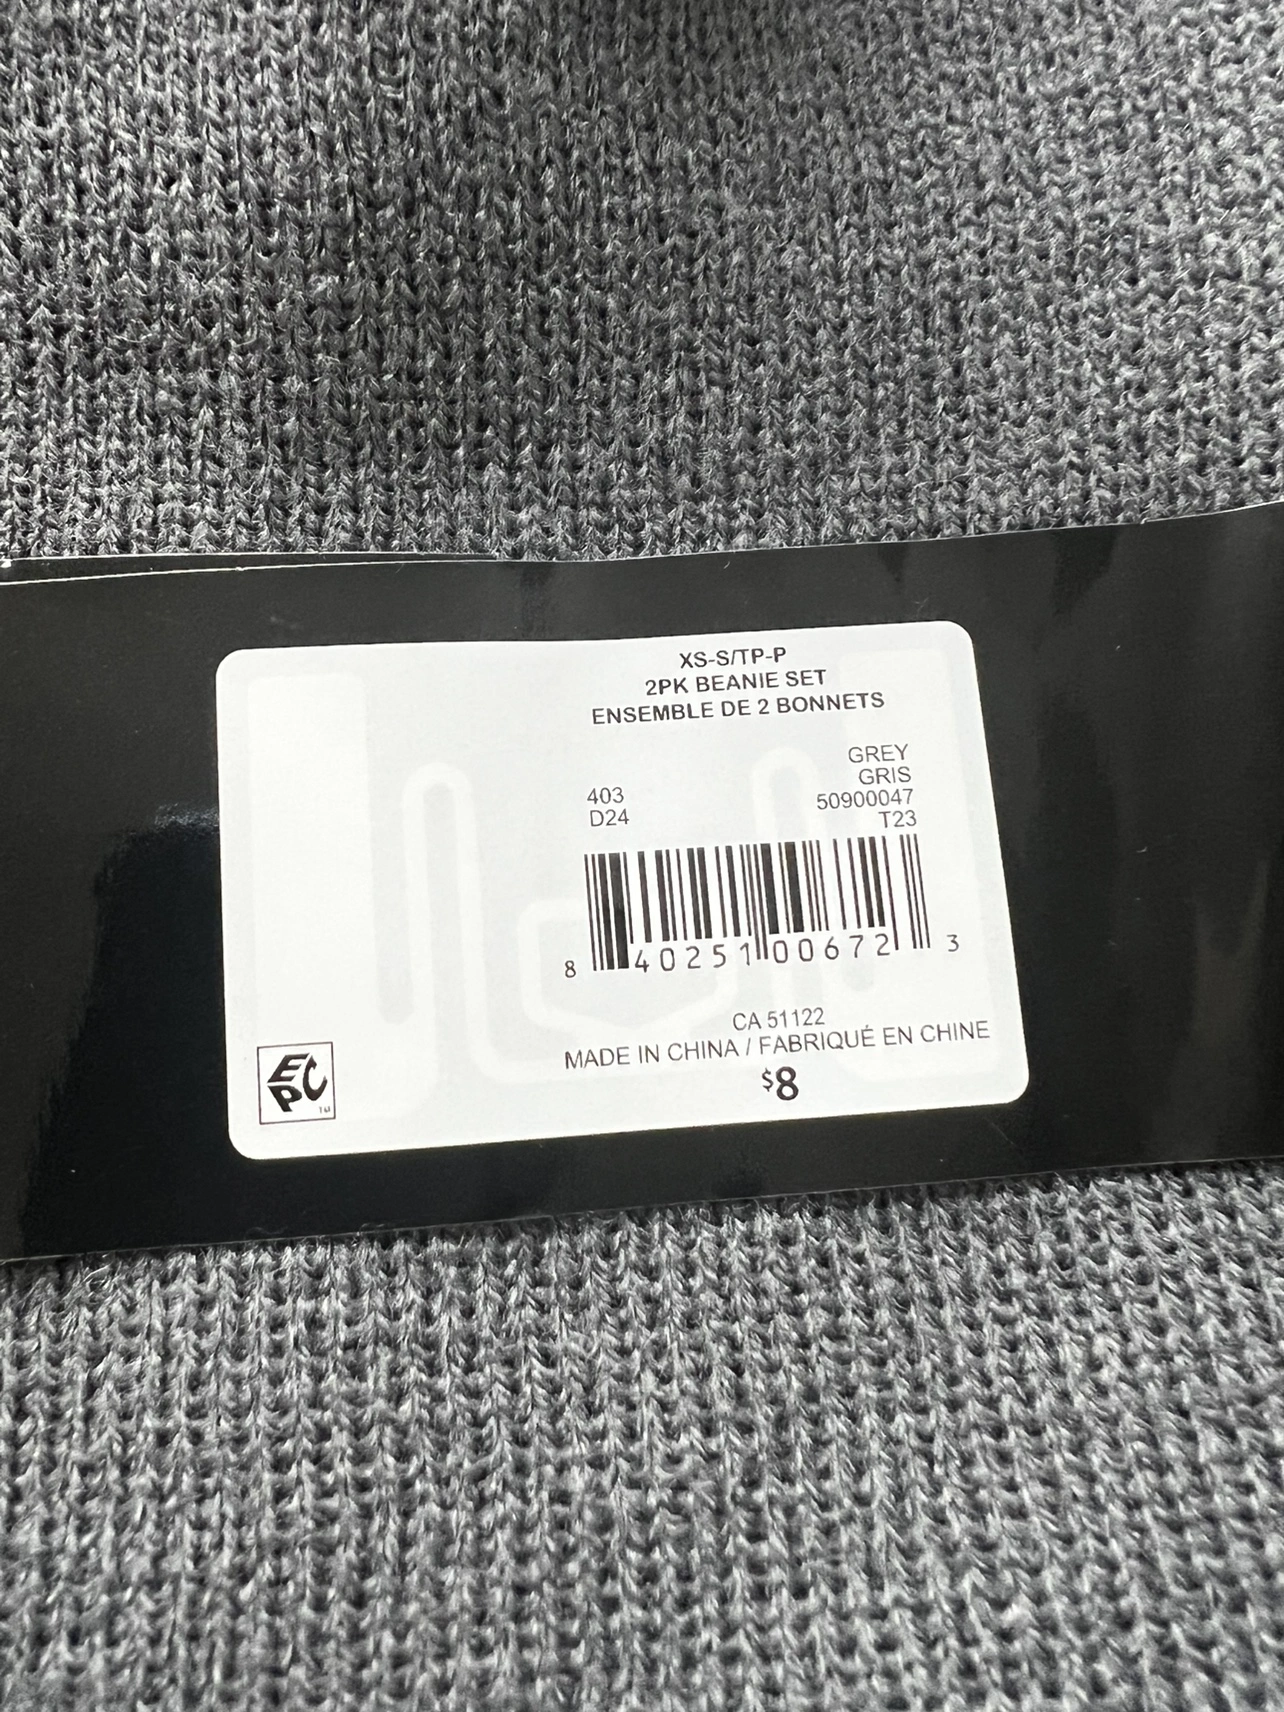 XS-S/TP-P
2PK BEANIE SET
ENSEMBLE DE 2 BONNETS
GREY
GRIS
403 50900047
D24 T23
8 40251 00672 3
CA 51122
MADE IN CHINA / FABRIQUÉ EN CHINE
$8
EPC
TM